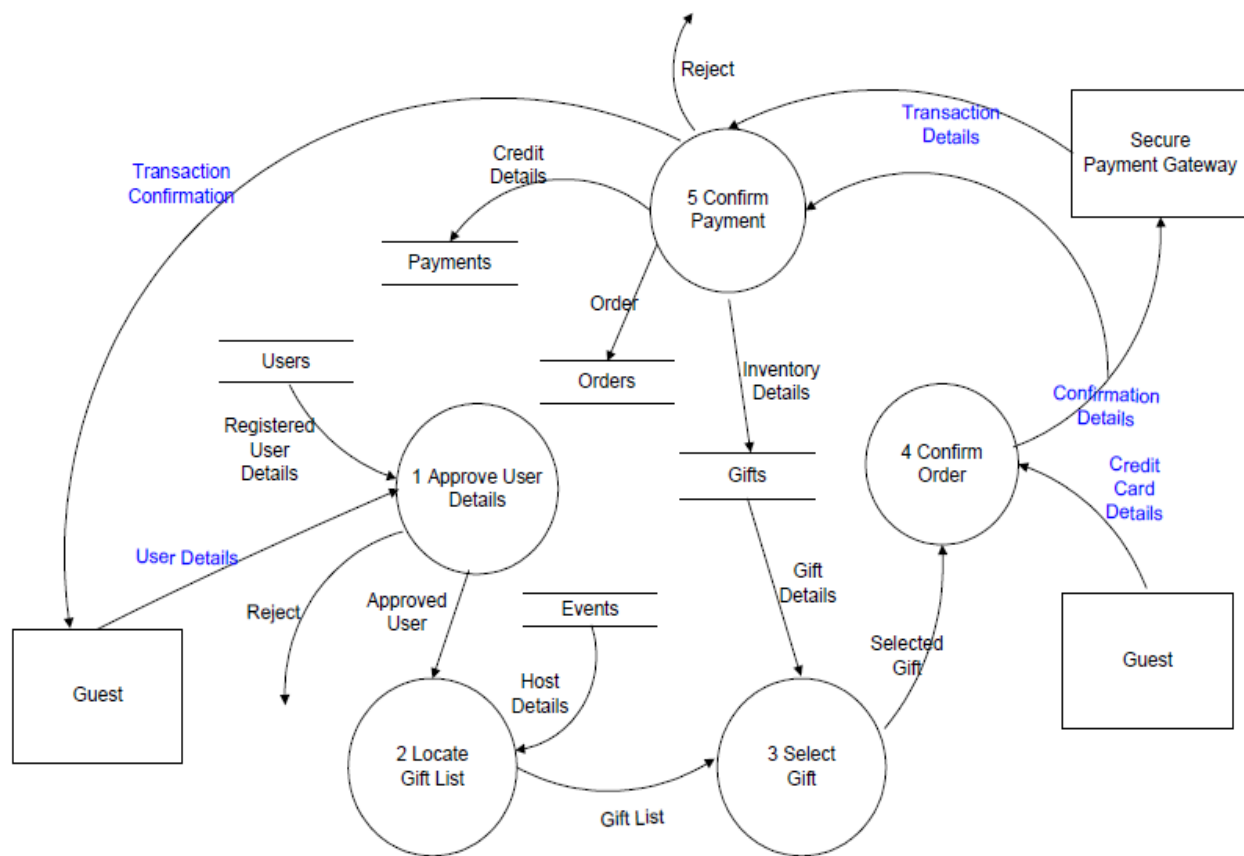 Reject
Transaction
Details
Secure
Payment Gateway
Transaction
Confirmation
Credit
Details
5 Confirm
Payment
Payments
Order
Users
Orders
Inventory
Details
Confirmation
Details
Registered
User
Details
4 Confirm
Order
1 Approve User
Details
Gifts
Credit
Card
Details
User Details
Gift
Details
Reject
Approved
User
Events
Selected
Gift
Guest
Guest
Host
Details
2 Locate
Gift List
3 Select
Gift
Gift List